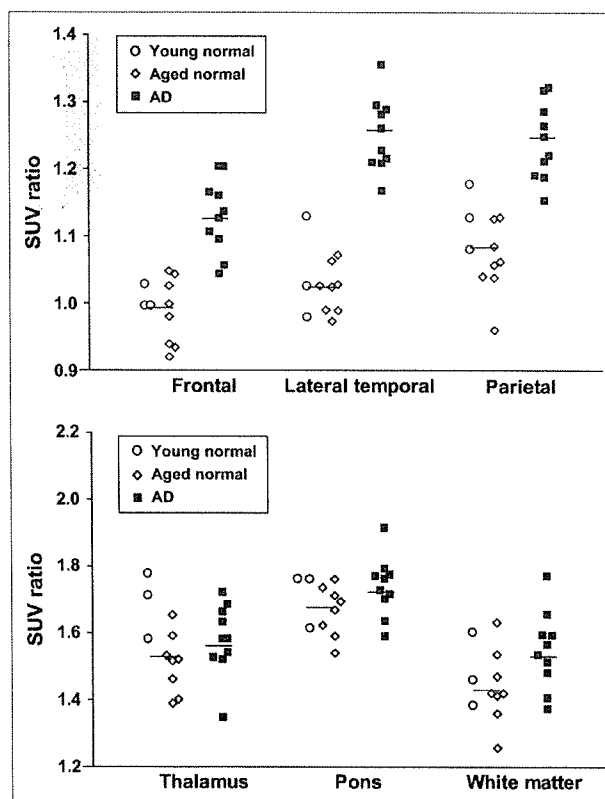 1.4
Young normal
Aged normal
AD
1.3
1.2
1.1
1.0
0.9
SUV ratio
Frontal Lateral temporal Parietal
2.2
Young normal
Aged normal
AD
2.0
1.8
1.6
1.4
1.2
SUV ratio
Thalamus Pons White matter